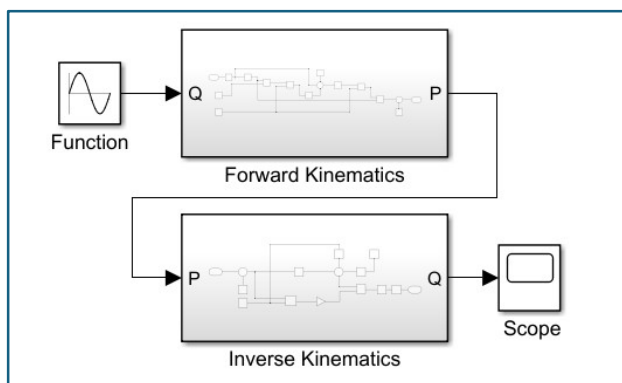 Q
P
Function
Forward Kinematics
P
Q
Scope
Inverse Kinematics